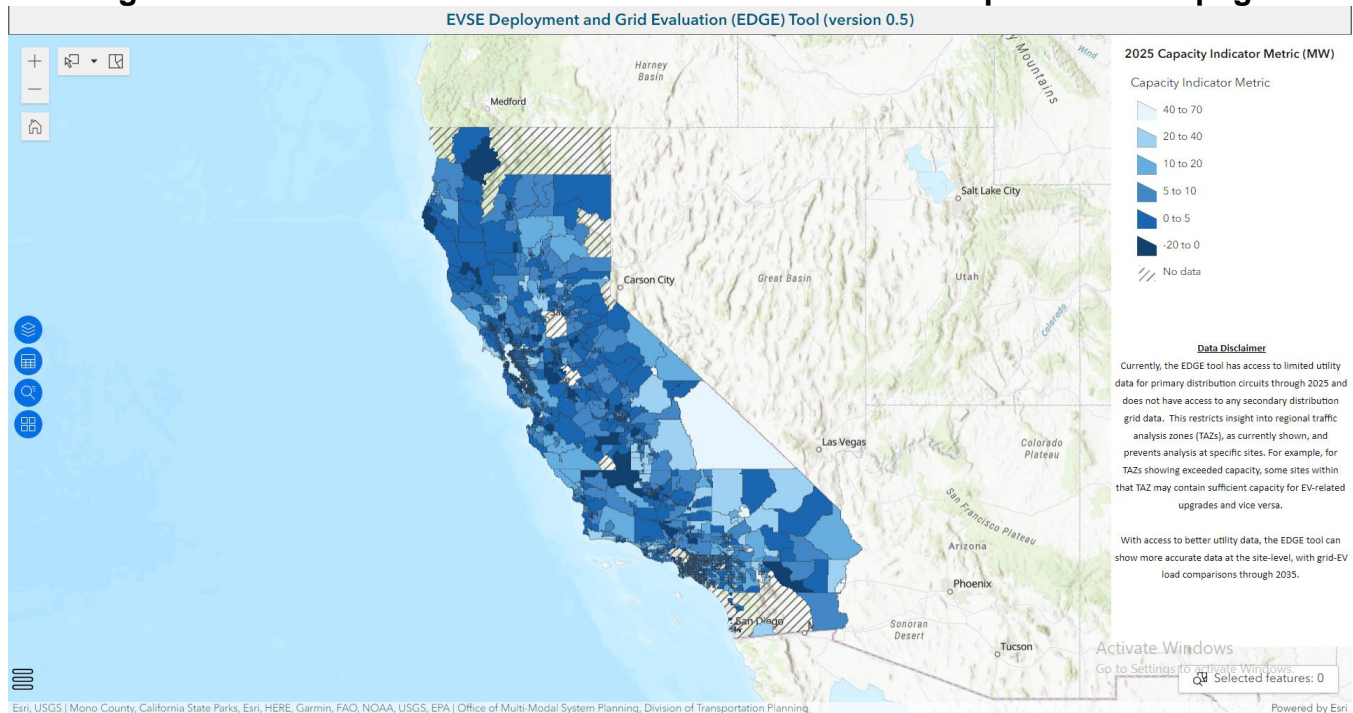 EVSE Deployment and Grid Evaluation (EDGE) Tool (version 0.5)
Harney
Basin
Wind
Mountains
Medford
Salt Lake City
Carson City
Great Basin
Utah
Colorado
Las Vegas
Colorado
Plateau
San Francisco Plateau
Arizona
Phoenix
San Diego
Sonoran
Desert
Tucson
2025 Capacity Indicator Metric (MW)
Capacity Indicator Metric
40 to 70
20 to 40
10 to 20
5 to 10
0 to 5
-20 to 0
No data
Data Disclaimer
Currently, the EDGE tool has access to limited utility
data for primary distribution circuits through 2025 and
does not have access to any secondary distribution
grid data. This restricts insight into regional traffic
analysis zones (TAZs), as currently shown, and
prevents analysis at specific sites. For example, for
TAZs showing exceeded capacity, some sites within
that TAZ may contain sufficient capacity for EV-related
upgrades and vice versa.
With access to better utility data, the EDGE tool can
show more accurate data at the site-level, with grid-EV
load comparisons through 2035.
Activate Windows
Go to Settings to activate Windows.
Selected features: 0
Esri, USGS | Mono County, California State Parks, Esri, HERE, Garmin, FAO, NOAA, USGS, EPA | Office of Multi-Modal System Planning, Division of Transportation Planning
Powered by Esri